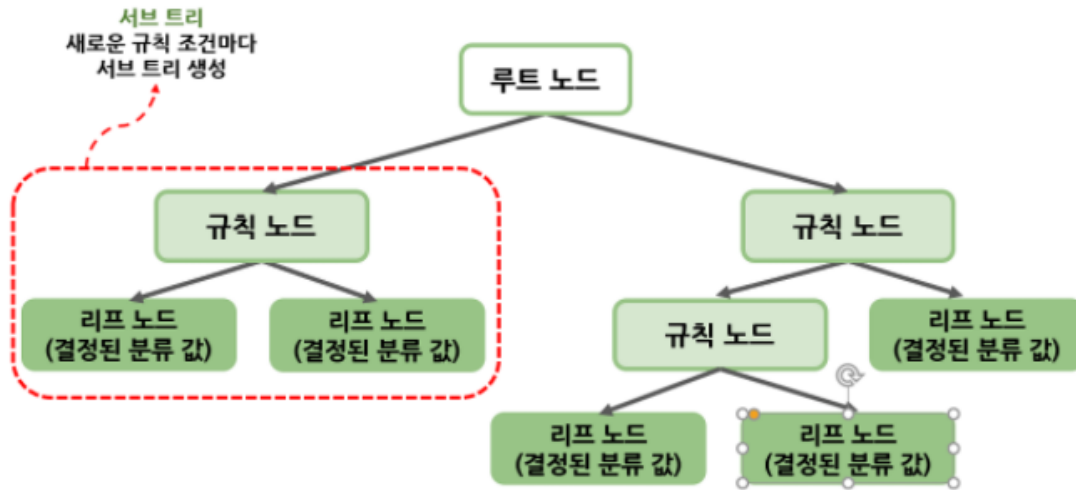 서브 트리
새로운 규칙 조건마다
서브 트리 생성
루트 노드
규칙 노드
규칙 노드
리프 노드
(결정된 분류 값)
리프 노드
(결정된 분류 값)
규칙 노드
리프 노드
(결정된 분류 값)
리프 노드
(결정된 분류 값)
리프 노드
(결정된 분류 값)